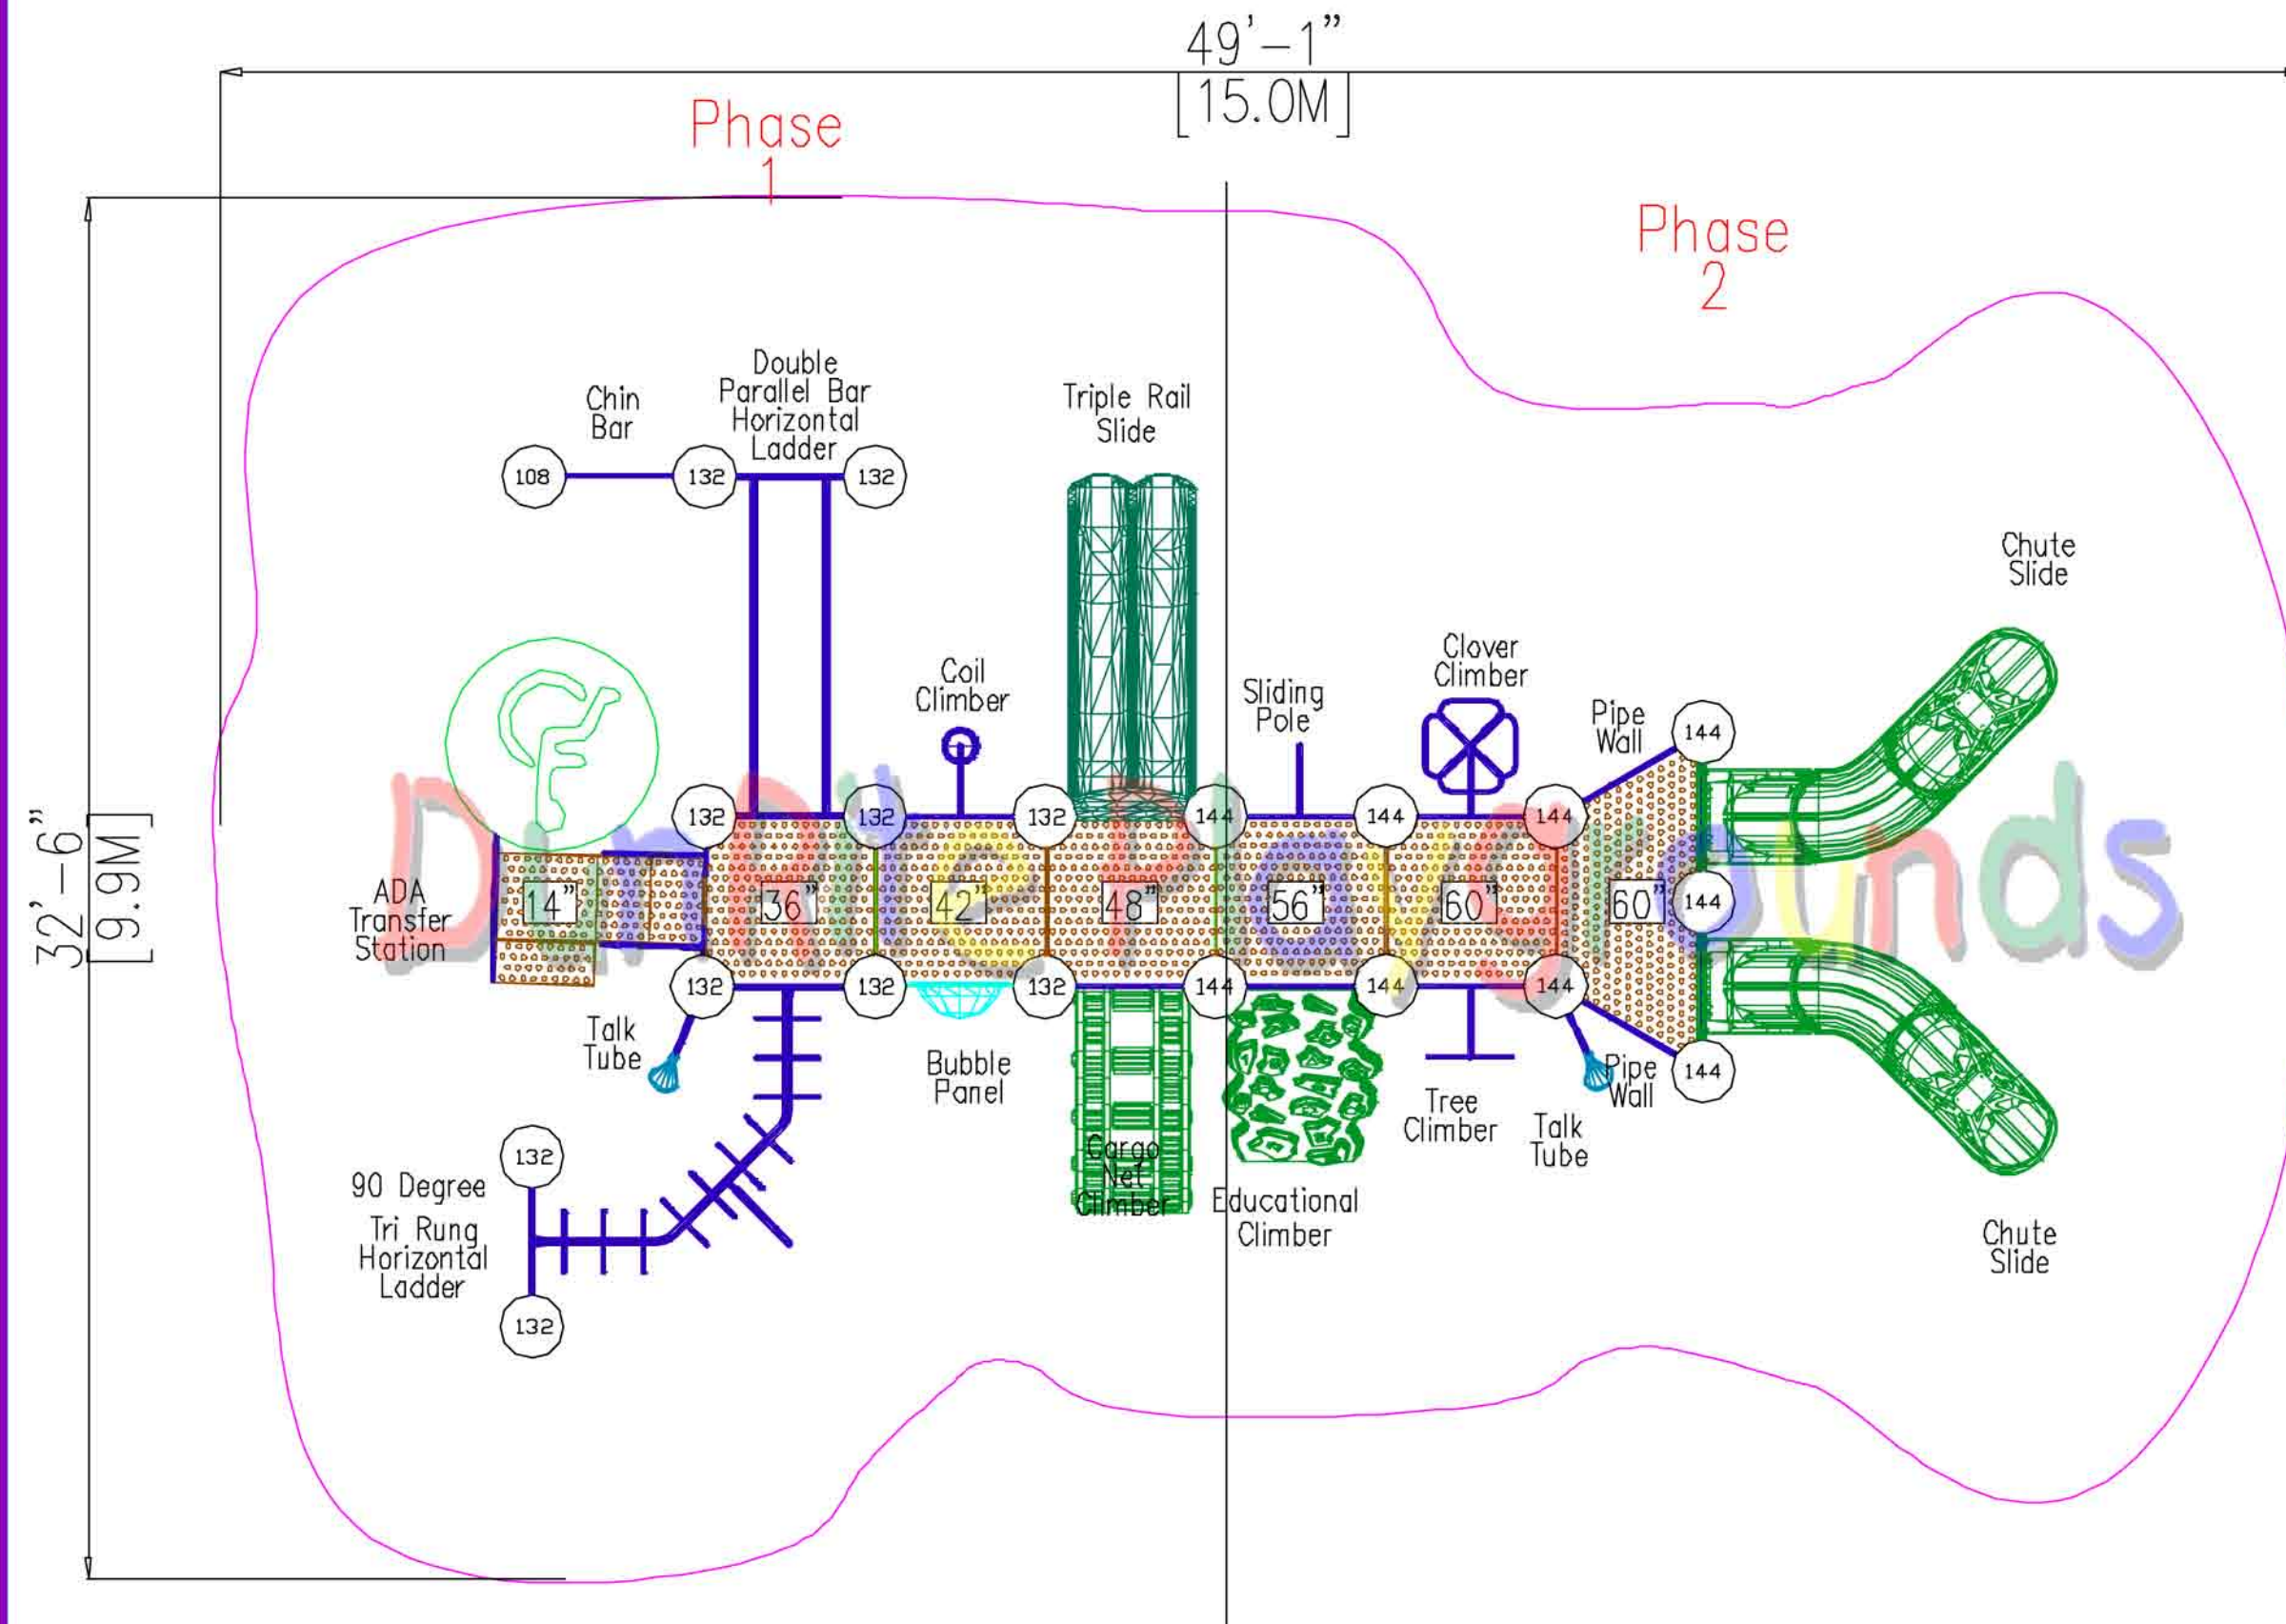 49'-1"
[15.0M]
Phase
1
Phase
2
32'-6"
[9.9M]
Chin
Bar
Double
Parallel Bar
Horizontal
Ladder
Triple Rail
Slide
108
132
132
Chute
Slide
Coil
Climber
Sliding
Pole
Clover
Climber
Pipe
Wall
144
132
132
132
144
144
144
DunRite Playgrounds
ADA
Transfer
Station
14"
36"
42"
48"
56"
60"
60"
144
132
132
132
144
144
144
Talk
Tube
Bubble
Panel
Pipe
Wall
144
Tree
Climber
Talk
Tube
Cargo
Net
Climber
Educational
Climber
132
90 Degree
Tri Rung
Horizontal
Ladder
132
Chute
Slide